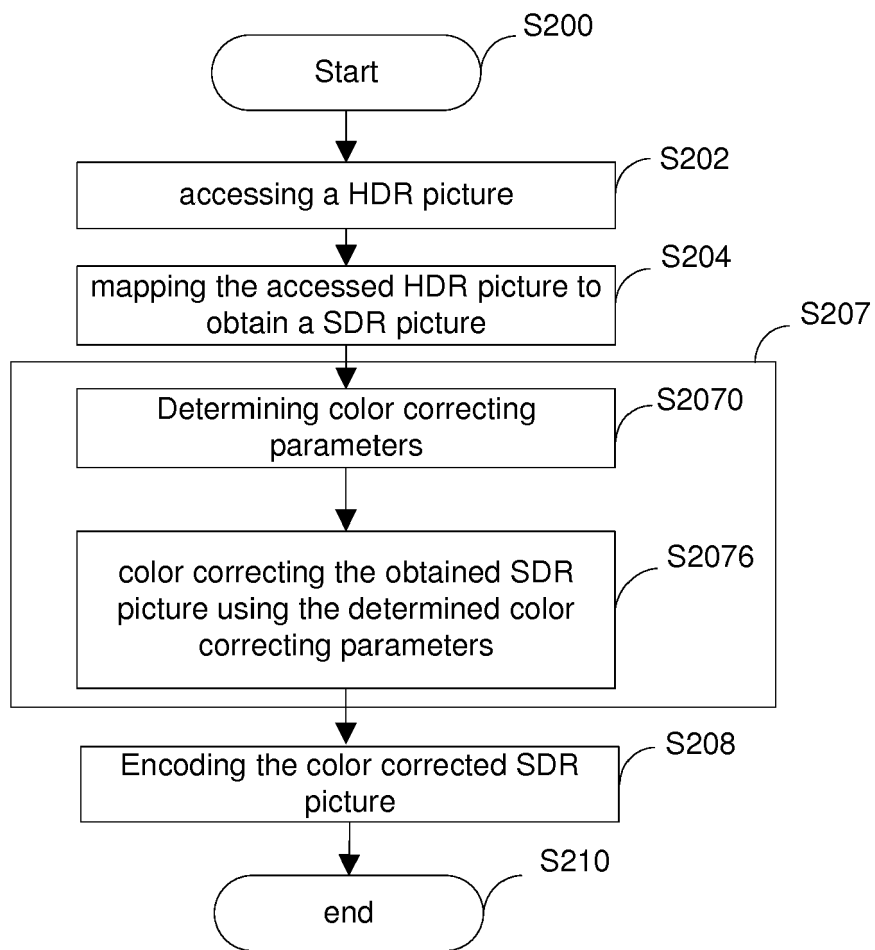 S200
Start
S202
accessing a HDR picture
S204
mapping the accessed HDR picture to
obtain a SDR picture
S207
Determining color correcting
parameters
S2070
color correcting the obtained SDR
picture using the determined color
correcting parameters
S2076
Encoding the color corrected SDR
picture
S208
S210
end